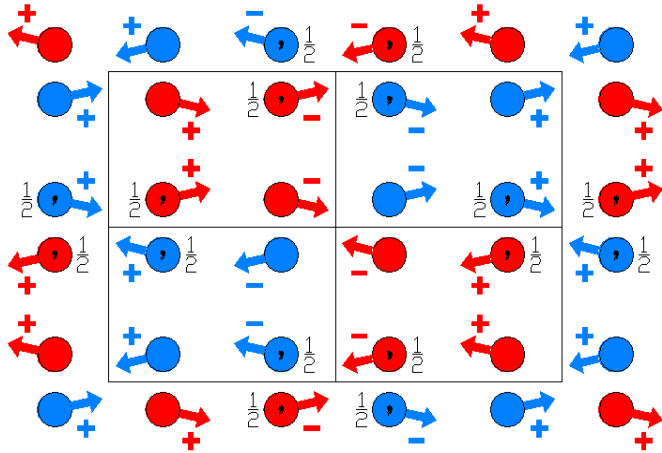 + + − − + +
, 1/2 , 1/2
1/2 , 1/2 ,
+ + − − + +
+ + − − + +
1/2 , 1/2 , 1/2 , 1/2 ,
, 1/2 , 1/2 , 1/2 , 1/2
+ + − − + +
+ + − − + +
, 1/2 , 1/2
1/2 , 1/2 ,
+ + − − + +